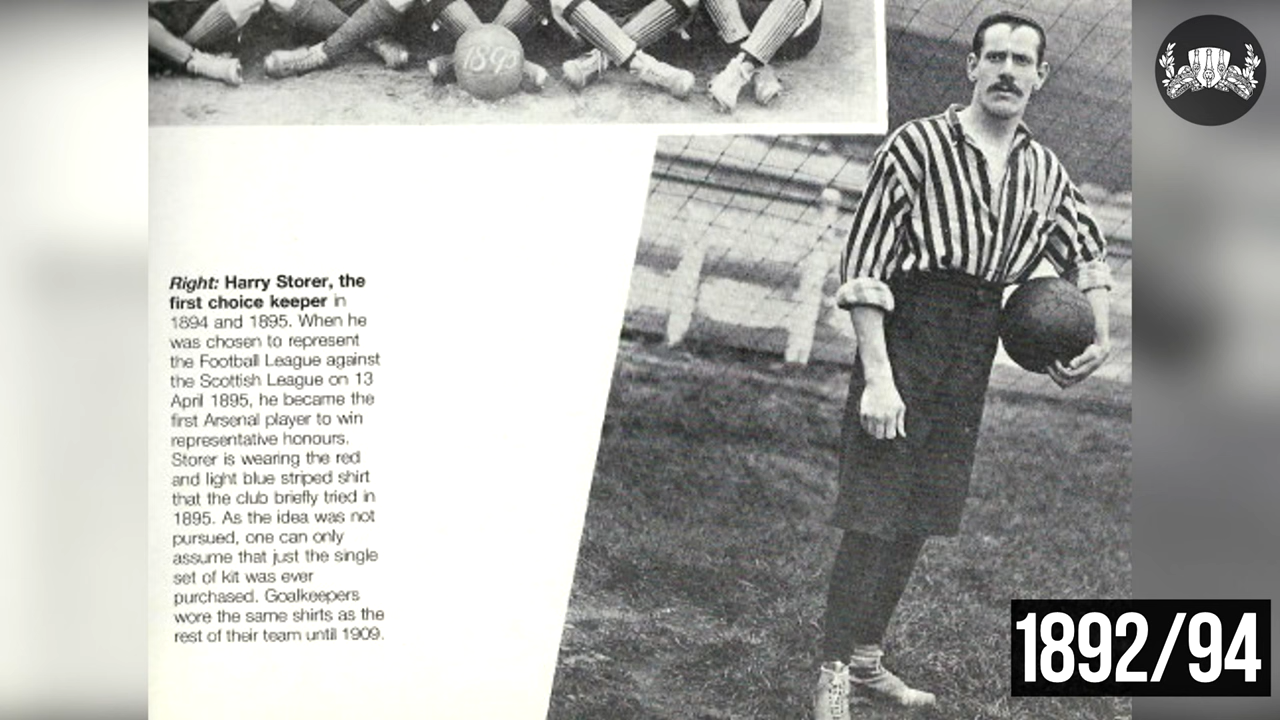 189
Right: Harry Storer, the
first choice keeper in
1894 and 1895. When he
was chosen to represent
the Football League against
the Scottish League on 13
April 1895, he became the
first Arsenal player to win
representative honours.
Storer is wearing the red
and light blue striped shirt
that the club briefly tried in
1895. As the idea was not
pursued, one can only
assume that just the single
set of kit was ever
purchased. Goalkeepers
wore the same shirts as the
rest of their team until 1909.
1892/94